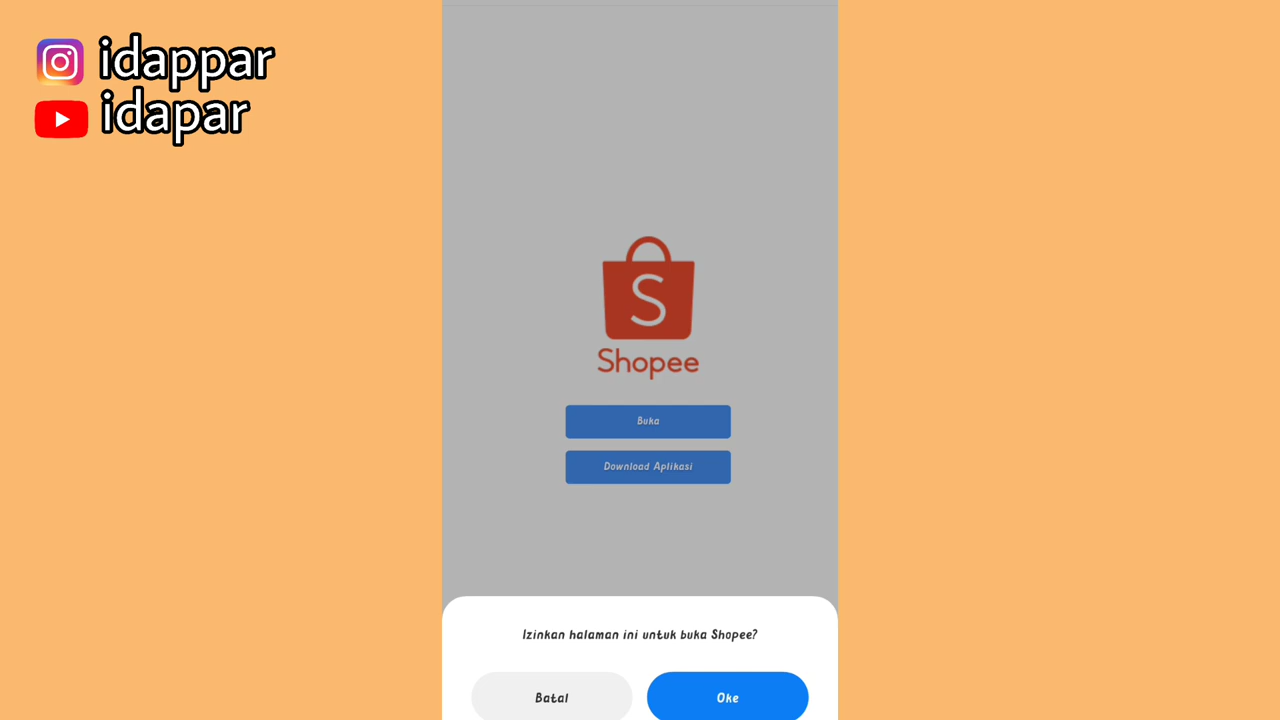 idappar
idapar
S
Shopee
Buka
Download Aplikasi
Izinkan halaman ini untuk buka Shopee?
Batal
Oke